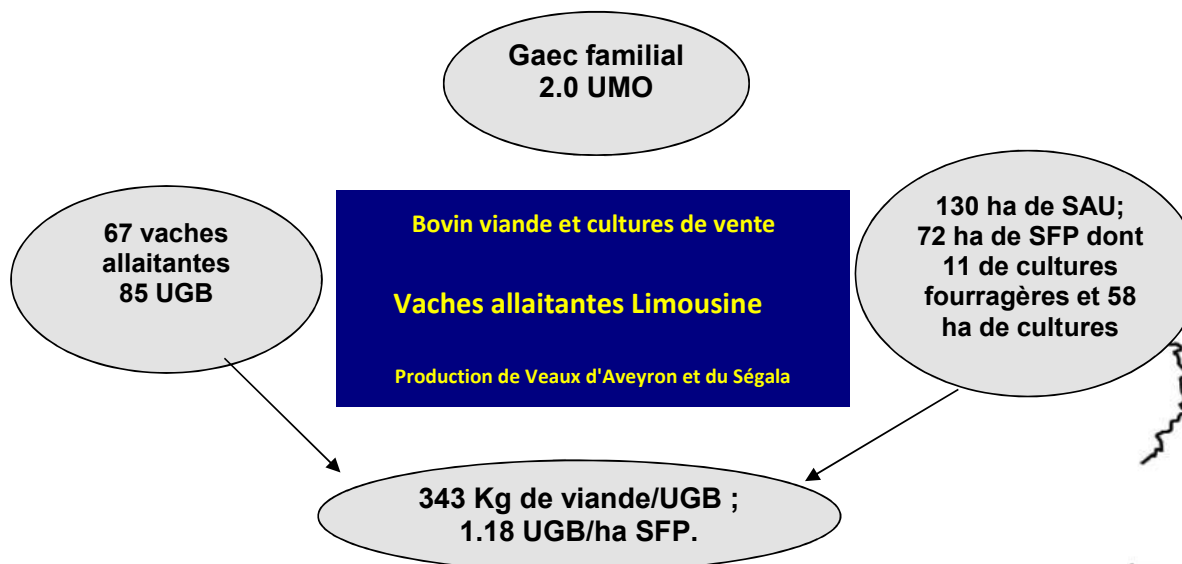 Gaec familial
2.0 UMO
67 vaches
allaitantes
85 UGB
Bovin viande et cultures de vente
Vaches allaitantes Limousine
Production de Veaux d'Aveyron et du Ségala
130 ha de SAU;
72 ha de SFP dont
11 de cultures
fourragères et 58
ha de cultures
343 Kg de viande/UGB ;
1.18 UGB/ha SFP.